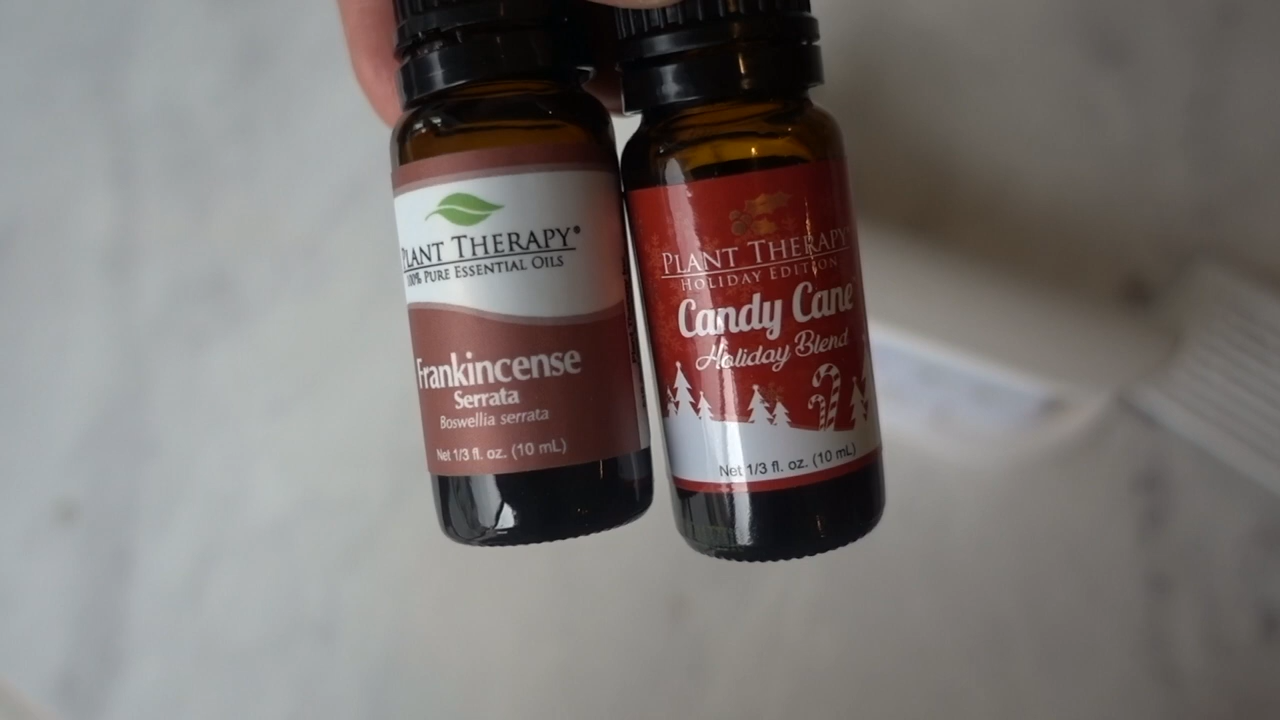 PLANT THERAPY®
100% PURE ESSENTIAL OILS
Frankincense
Serrata
Boswellia serrata
Net 1/3 fl. oz. (10 mL)
PLANT THERAPY®
HOLIDAY EDITION
Candy Cane
Holiday Blend
Net 1/3 fl. oz. (10 mL)